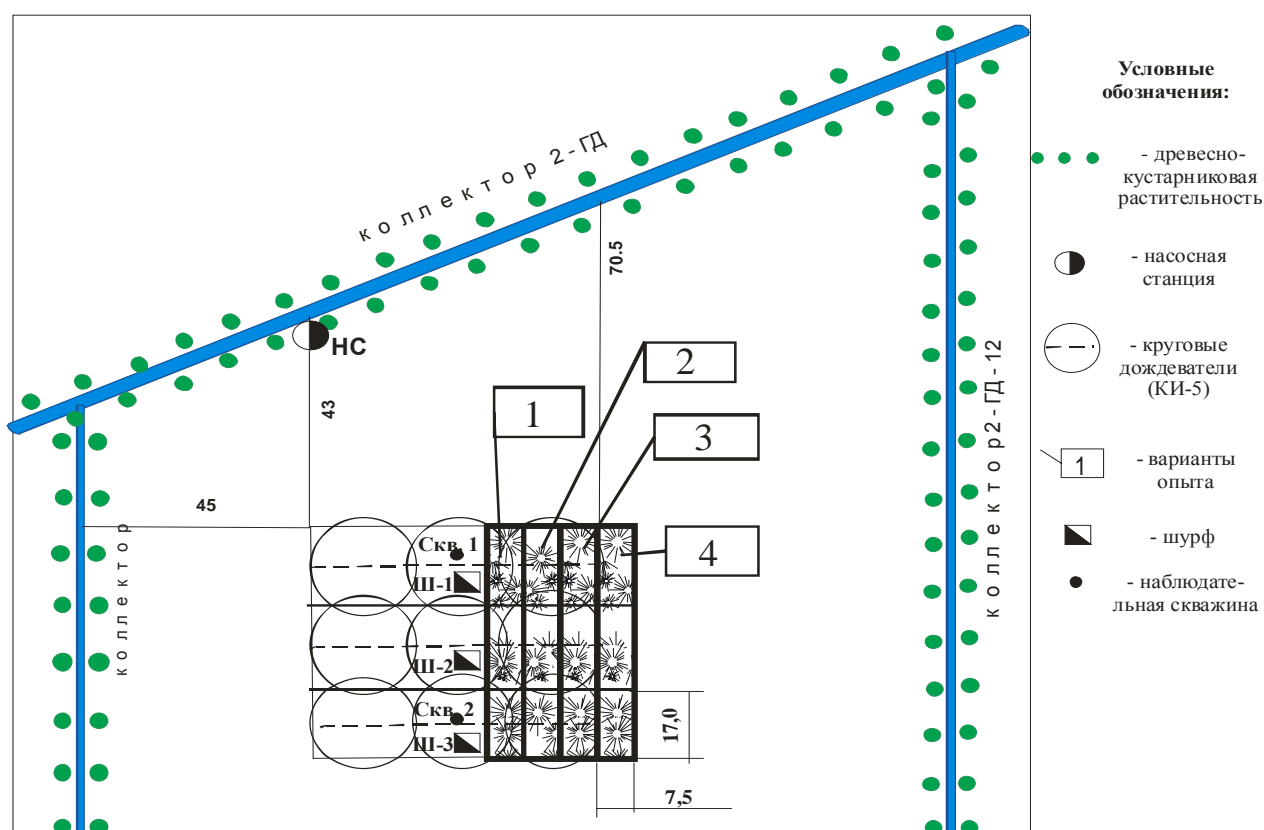 коллектор 2-ГД
70.5
НС
43
45
1
2
3
4
Скв. 1
Ш-1
Ш-2
Скв. 2
Ш-3
17,0
7,5
коллектор
коллектор2-ГД-12
Условные
обозначения:
- древесно-
кустарниковая
растительность
- насосная
станция
- круговые
дождеватели
(КИ-5)
1
- варианты
опыта
- шурф
- наблюдате-
льная скважина